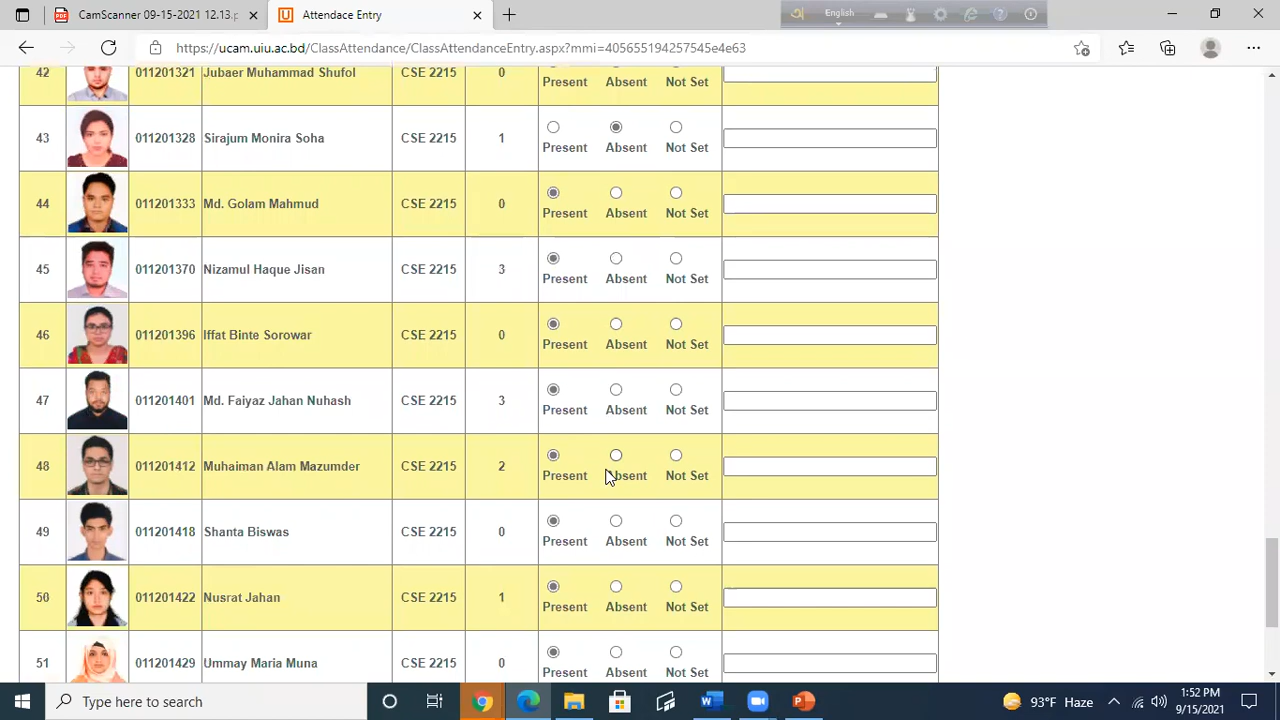 CamScanner 09-15-2021 12.13.p
Attendance Entry
English
https://ucam.uiu.ac.bd/ClassAttendance/ClassAttendanceEntry.aspx?mmi=405655194257545e4e63
42 011201321 Jubaer Muhammad Shufol CSE 2215 0 Present Absent Not Set
43 011201328 Sirajum Monira Soha CSE 2215 1 Present Absent Not Set
44 011201333 Md. Golam Mahmud CSE 2215 0 Present Absent Not Set
45 011201370 Nizamul Haque Jisan CSE 2215 3 Present Absent Not Set
46 011201396 Iffat Binte Sorowar CSE 2215 0 Present Absent Not Set
47 011201401 Md. Faiyaz Jahan Nuhash CSE 2215 3 Present Absent Not Set
48 011201412 Muhaiman Alam Mazumder CSE 2215 2 Present Absent Not Set
49 011201418 Shanta Biswas CSE 2215 0 Present Absent Not Set
50 011201422 Nusrat Jahan CSE 2215 1 Present Absent Not Set
51 011201429 Ummay Maria Muna CSE 2215 0 Present Absent Not Set
Type here to search
93°F Haze
1:52 PM
9/15/2021